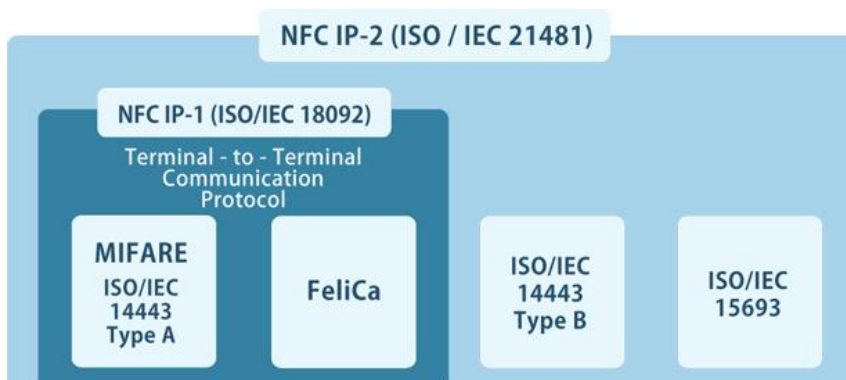 NFC IP-2 (ISO / IEC 21481)
NFC IP-1 (ISO/IEC 18092)
Terminal - to - Terminal
Communication
Protocol
MIFARE
ISO/IEC
14443
Type A
FeliCa
ISO/IEC
14443
Type B
ISO/IEC
15693